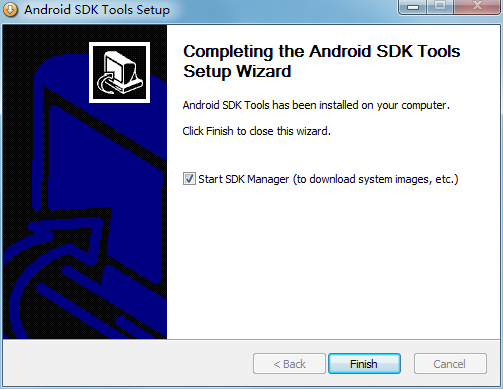 Android SDK Tools Setup
Completing the Android SDK Tools
Setup Wizard
Android SDK Tools has been installed on your computer.
Click Finish to close this wizard.
Start SDK Manager (to download system images, etc.)
< Back
Finish
Cancel